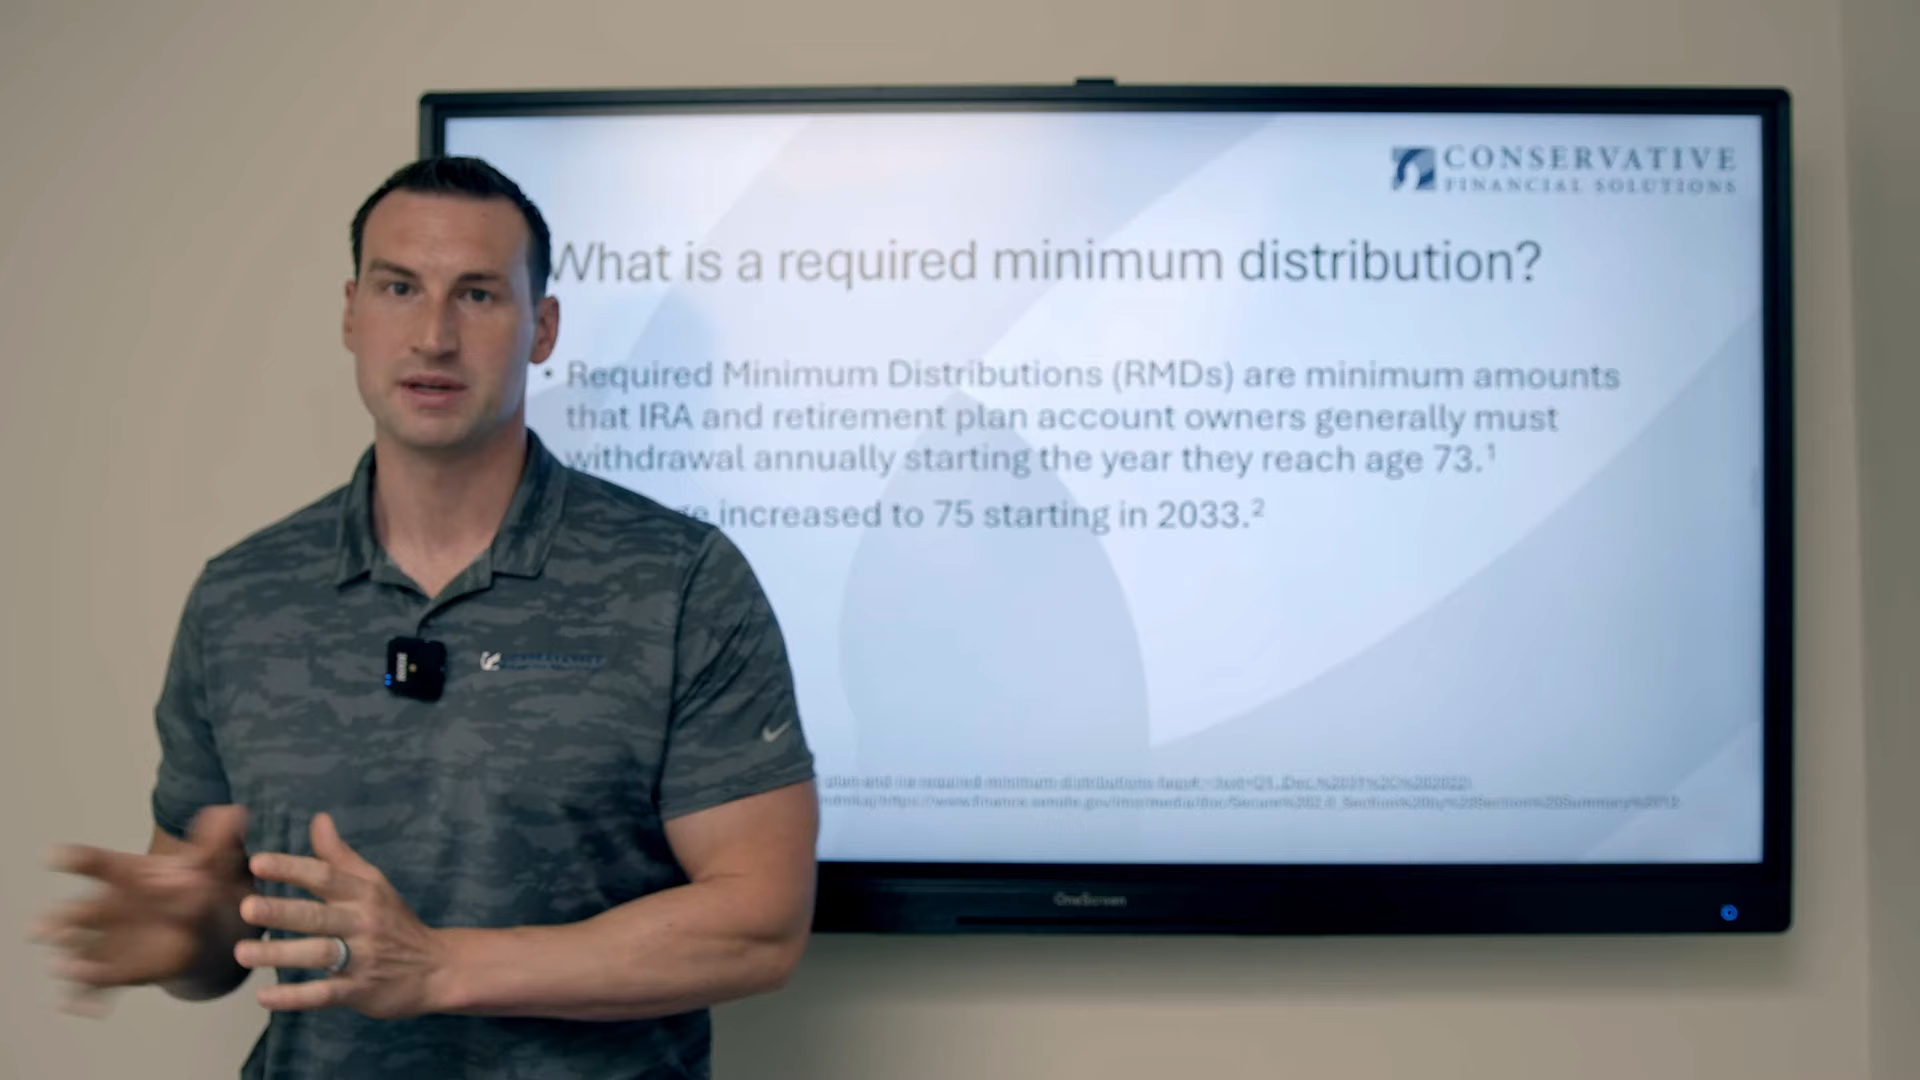 CONSERVATIVE
FINANCIAL SOLUTIONS
What is a required minimum distribution?
• Required Minimum Distributions (RMDs) are minimum amounts
that IRA and retirement plan account owners generally must
withdrawal annually starting the year they reach age 73.¹
increased to 75 starting in 2033.²
OneScreen